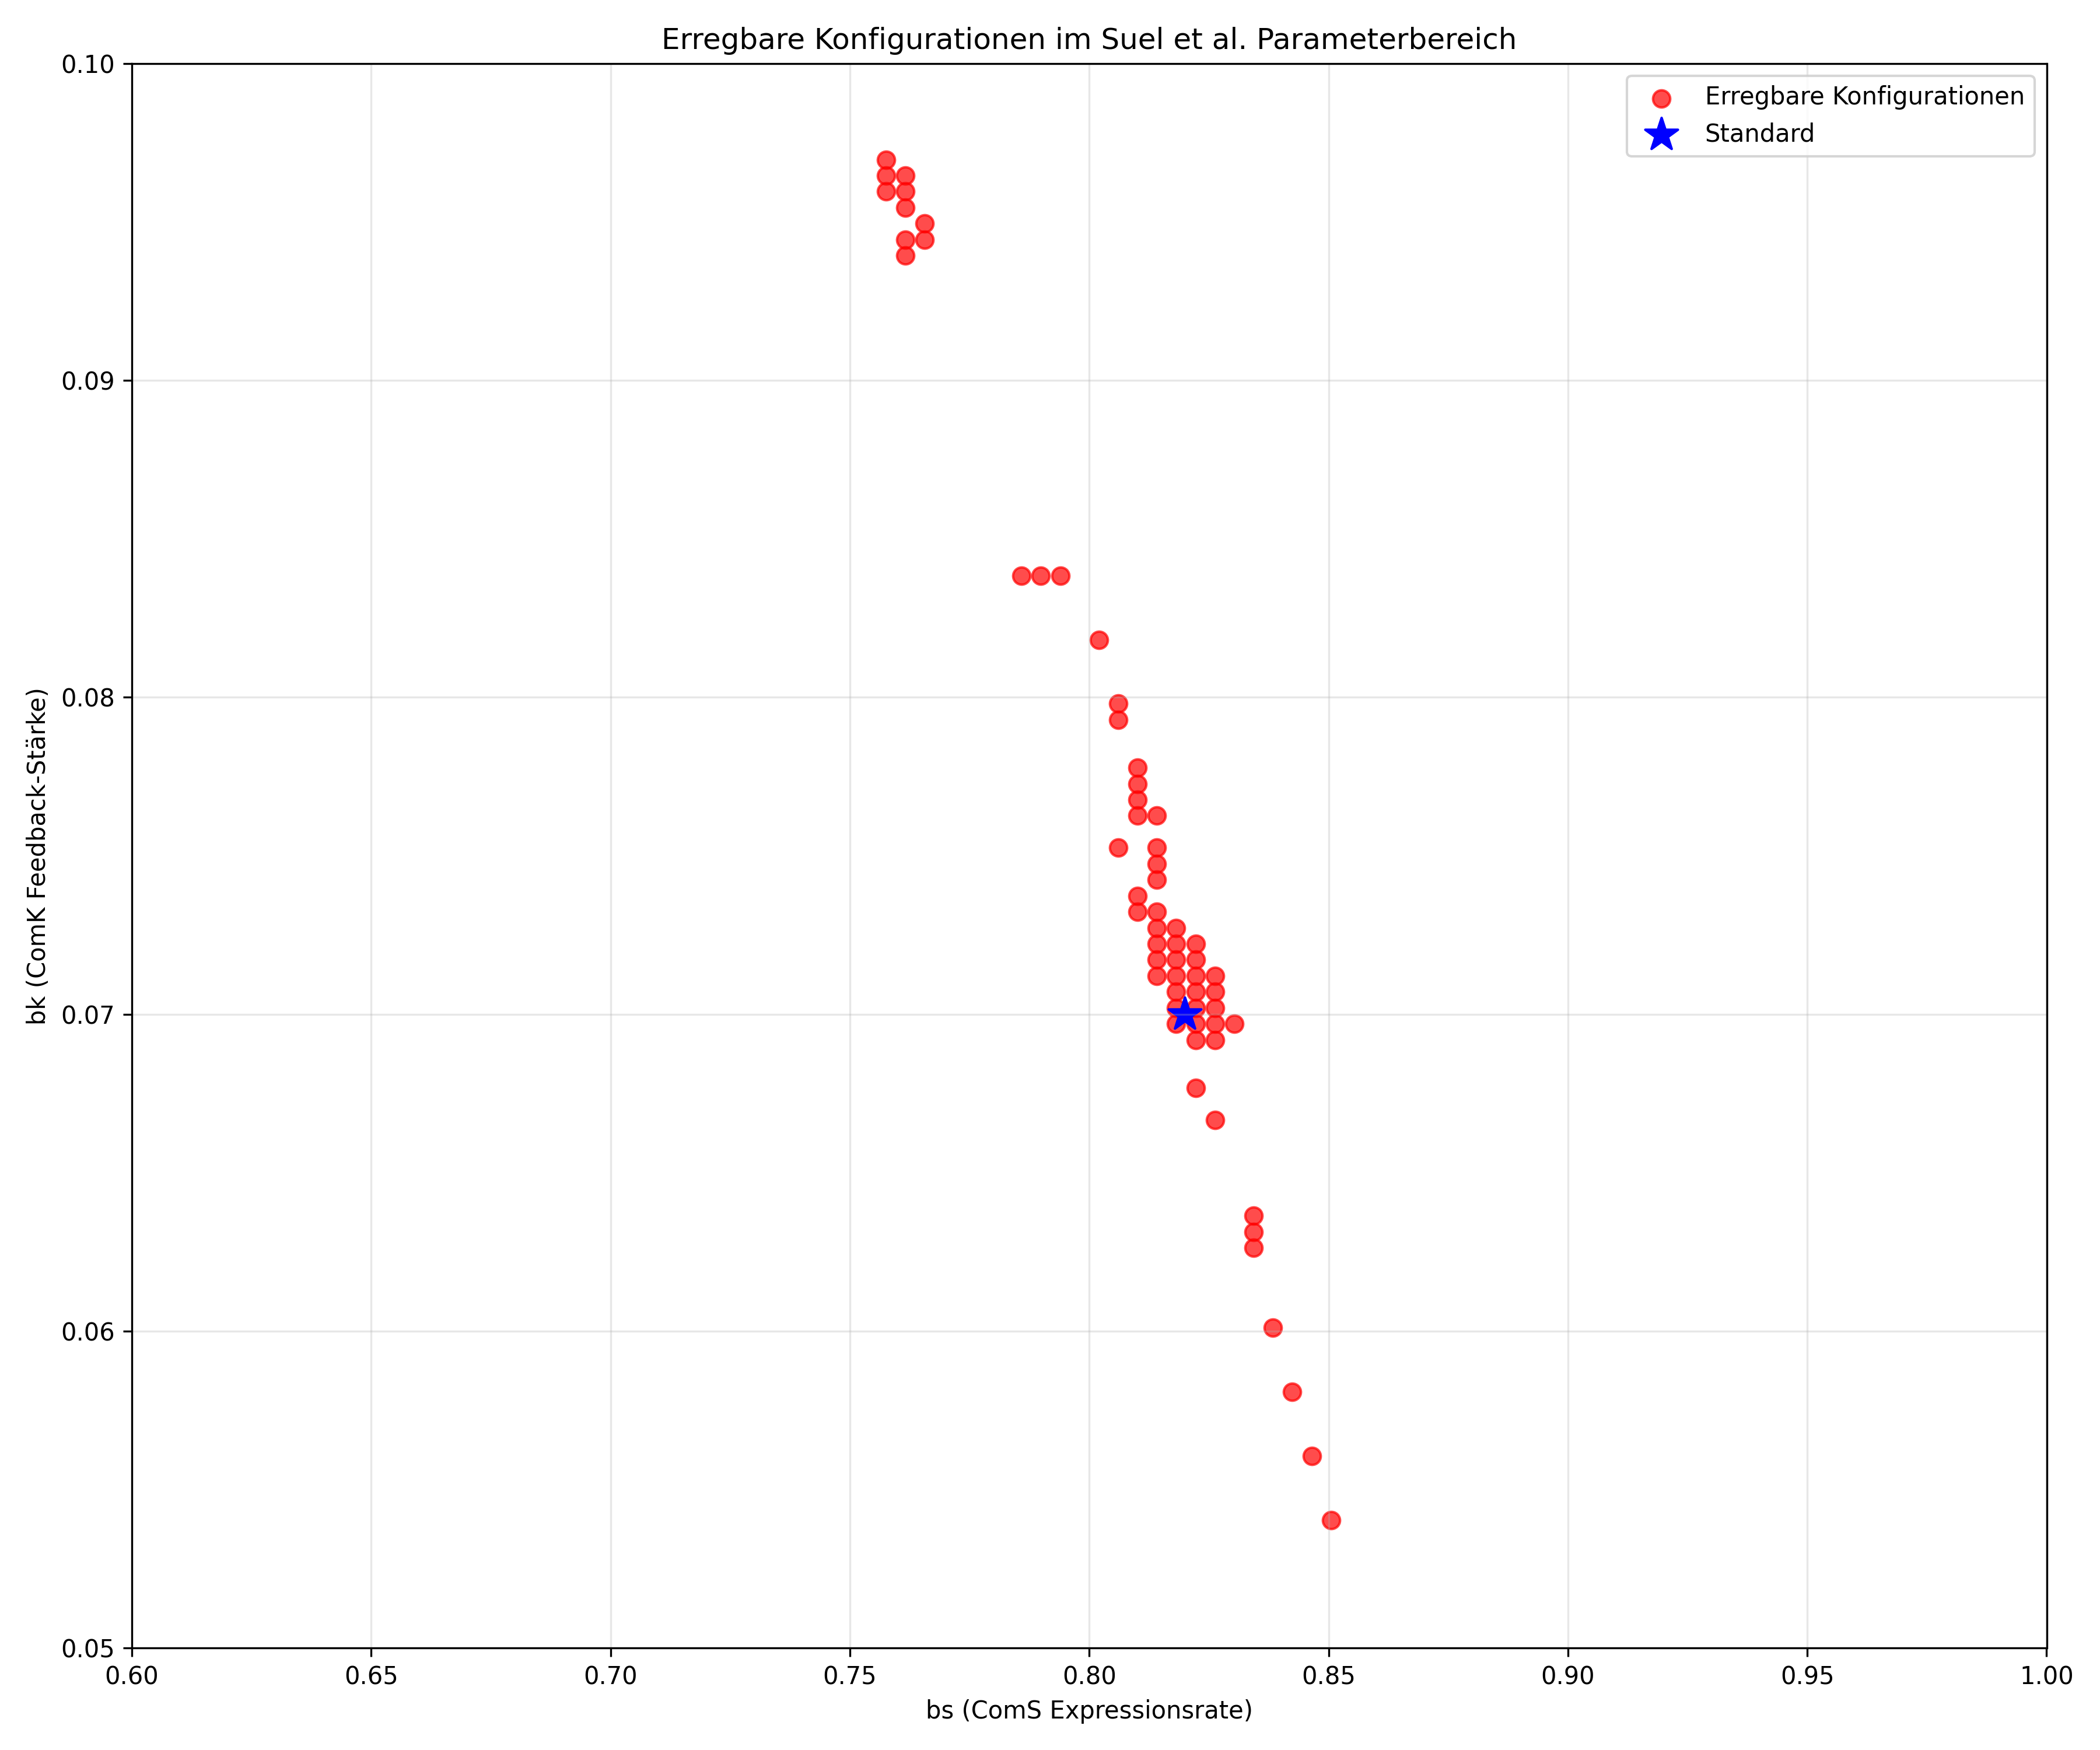 Erregbare Konfigurationen im Suel et al. Parameterbereich
Erregbare Konfigurationen
Standard
bk (ComK Feedback-Stärke)
0.10
0.09
0.08
0.07
0.06
0.05
0.60 0.65 0.70 0.75 0.80 0.85 0.90 0.95 1.00
bs (ComS Expressionsrate)